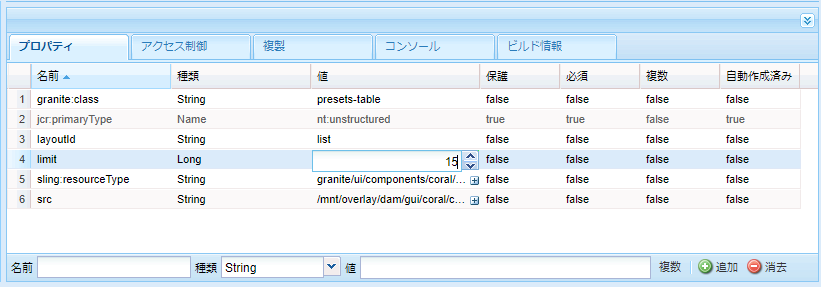 プロパティ アクセス制御 複製 コンソール ビルド情報
名前 種類 値 保護 必須 複数 自動作成済み
1 granite:class String presets-table false false false false
2 jcr:primaryType Name nt:unstructured true true false true
3 layoutId String list false false false false
4 limit Long 15 false false false false
5 sling:resourceType String granite/ui/components/coral/... false false false false
6 src String /mnt/overlay/dam/gui/coral/c... false false false false
名前 種類 String 値 複数 追加 消去